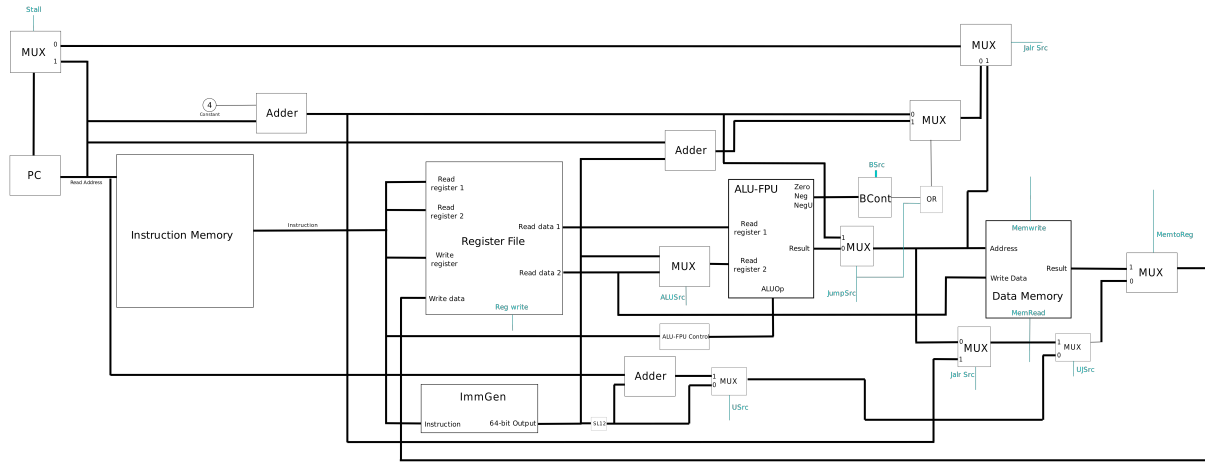 Stall
MUX
0
1
MUX
0 1
Jalr Src
4
Constant
Adder
0
1
MUX
Adder
PC
Read Address
Instruction Memory
Instruction
Read
register 1
Read
register 2
Write
register
Write data
Register File
Read data 1
Read data 2
Reg write
ALU-FPU
Zero
Neg
NegU
Read
register 1
Read
register 2
Result
ALUOp
BSrc
BCont
OR
MUX
ALUSrc
1
0
MUX
JumpSrc
Memwrite
Address
Write Data
Result
Data Memory
MemRead
MemtoReg
1
0
MUX
ALU-FPU Control
0
1
MUX
Jalr Src
1
0
MUX
UJSrc
Adder
1
0
MUX
USrc
ImmGen
Instruction
64-bit Output
SL12